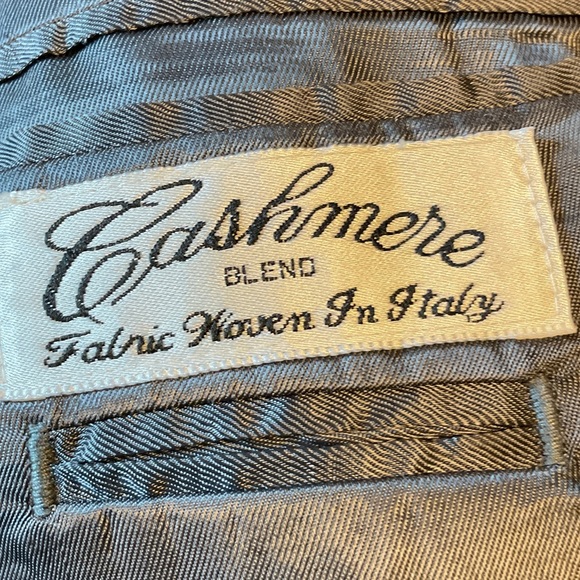 Cashmere
BLEND
Fabric Woven In Italy